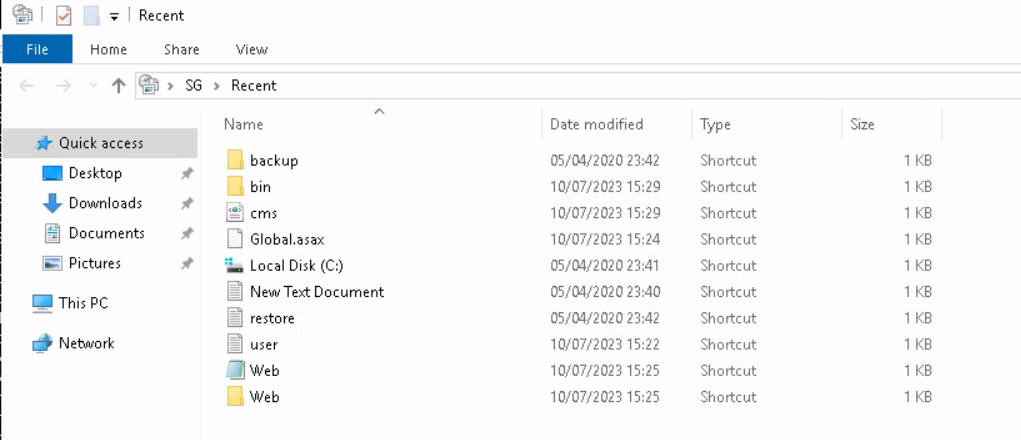 Recent
File Home Share View
SG Recent
Name Date modified Type Size
Quick access
Desktop
Downloads
Documents
Pictures
This PC
Network
backup 05/04/2020 23:42 Shortcut 1 KB
bin 10/07/2023 15:29 Shortcut 1 KB
cms 10/07/2023 15:29 Shortcut 1 KB
Global.asax 10/07/2023 15:24 Shortcut 1 KB
Local Disk (C:) 05/04/2020 23:41 Shortcut 1 KB
New Text Document 05/04/2020 23:40 Shortcut 1 KB
restore 05/04/2020 23:42 Shortcut 1 KB
user 10/07/2023 15:22 Shortcut 1 KB
Web 10/07/2023 15:25 Shortcut 1 KB
Web 10/07/2023 15:25 Shortcut 1 KB